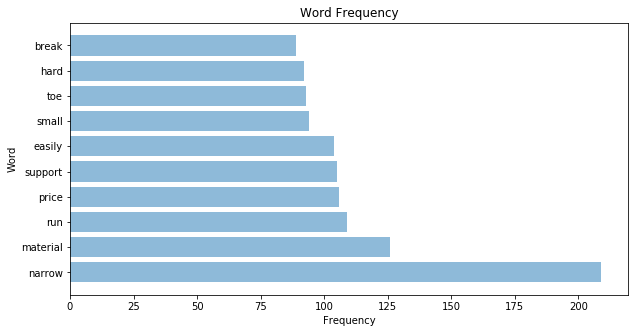 Word Frequency
break
hard
toe
small
easily
support
price
run
material
narrow
Word
0 25 50 75 100 125 150 175 200
Frequency